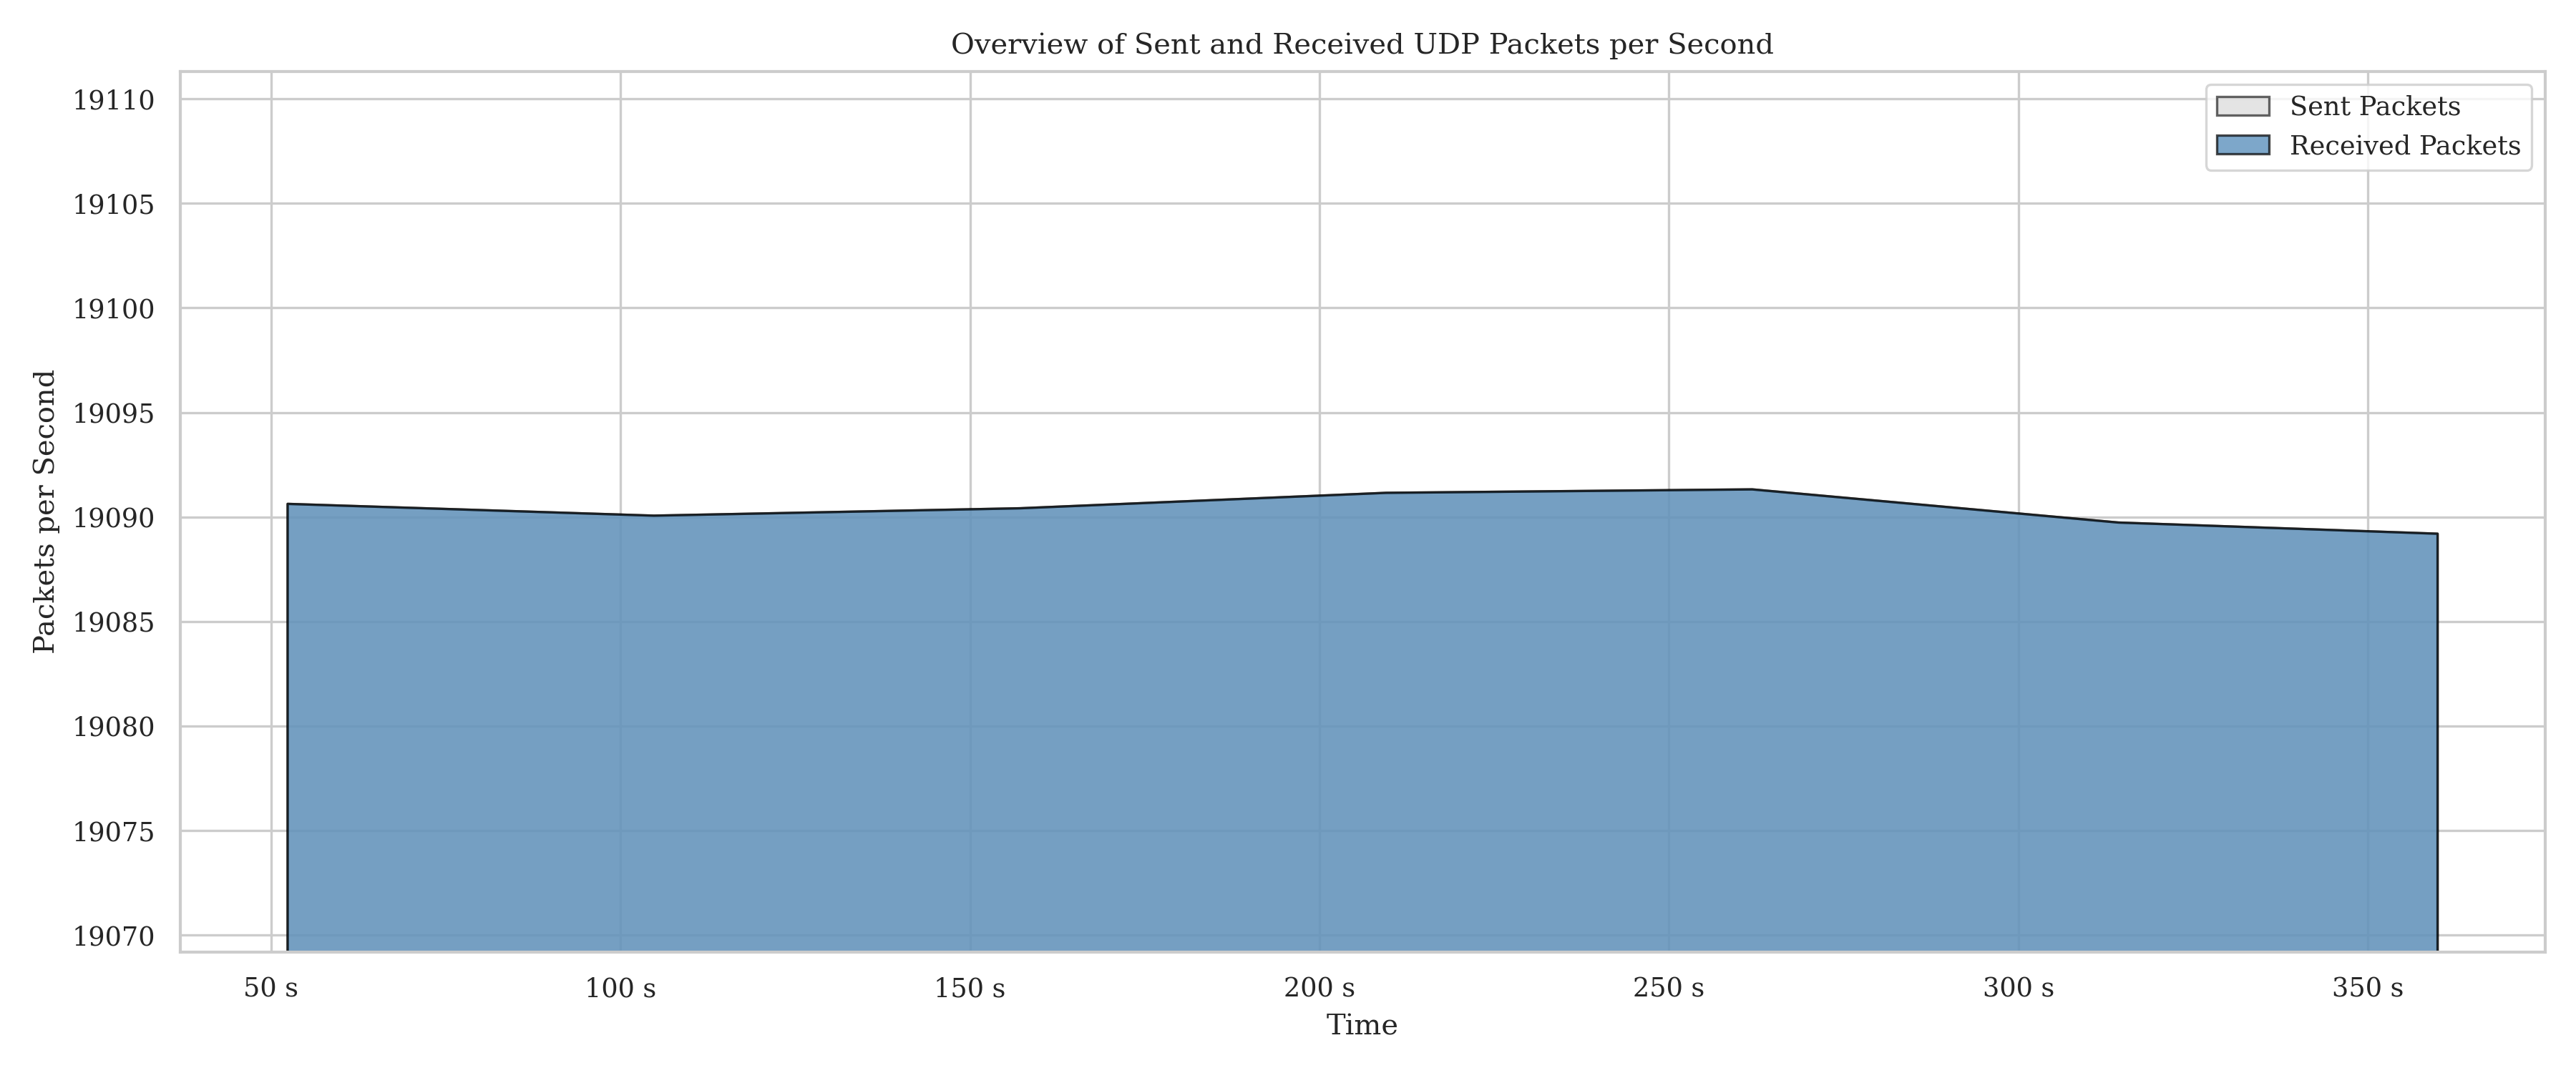 Overview of Sent and Received UDP Packets per Second
Sent Packets
Received Packets
Packets per Second
19110
19105
19100
19095
19090
19085
19080
19075
19070
50 s
100 s
150 s
200 s
250 s
300 s
350 s
Time